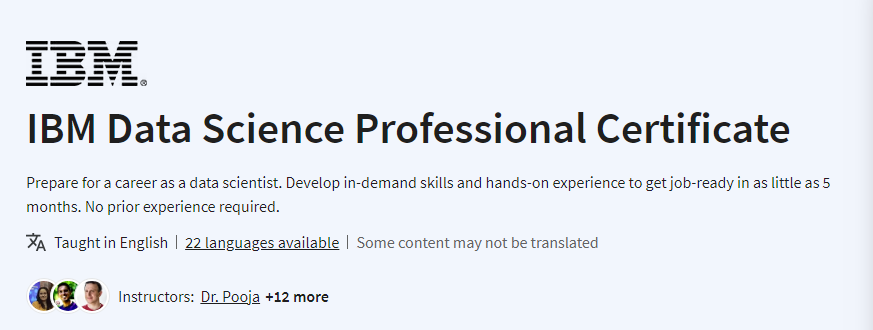 IBM®
IBM Data Science Professional Certificate
Prepare for a career as a data scientist. Develop in-demand skills and hands-on experience to get job-ready in as little as 5
months. No prior experience required.
Taught in English | 22 languages available | Some content may not be translated
Instructors: Dr. Pooja +12 more